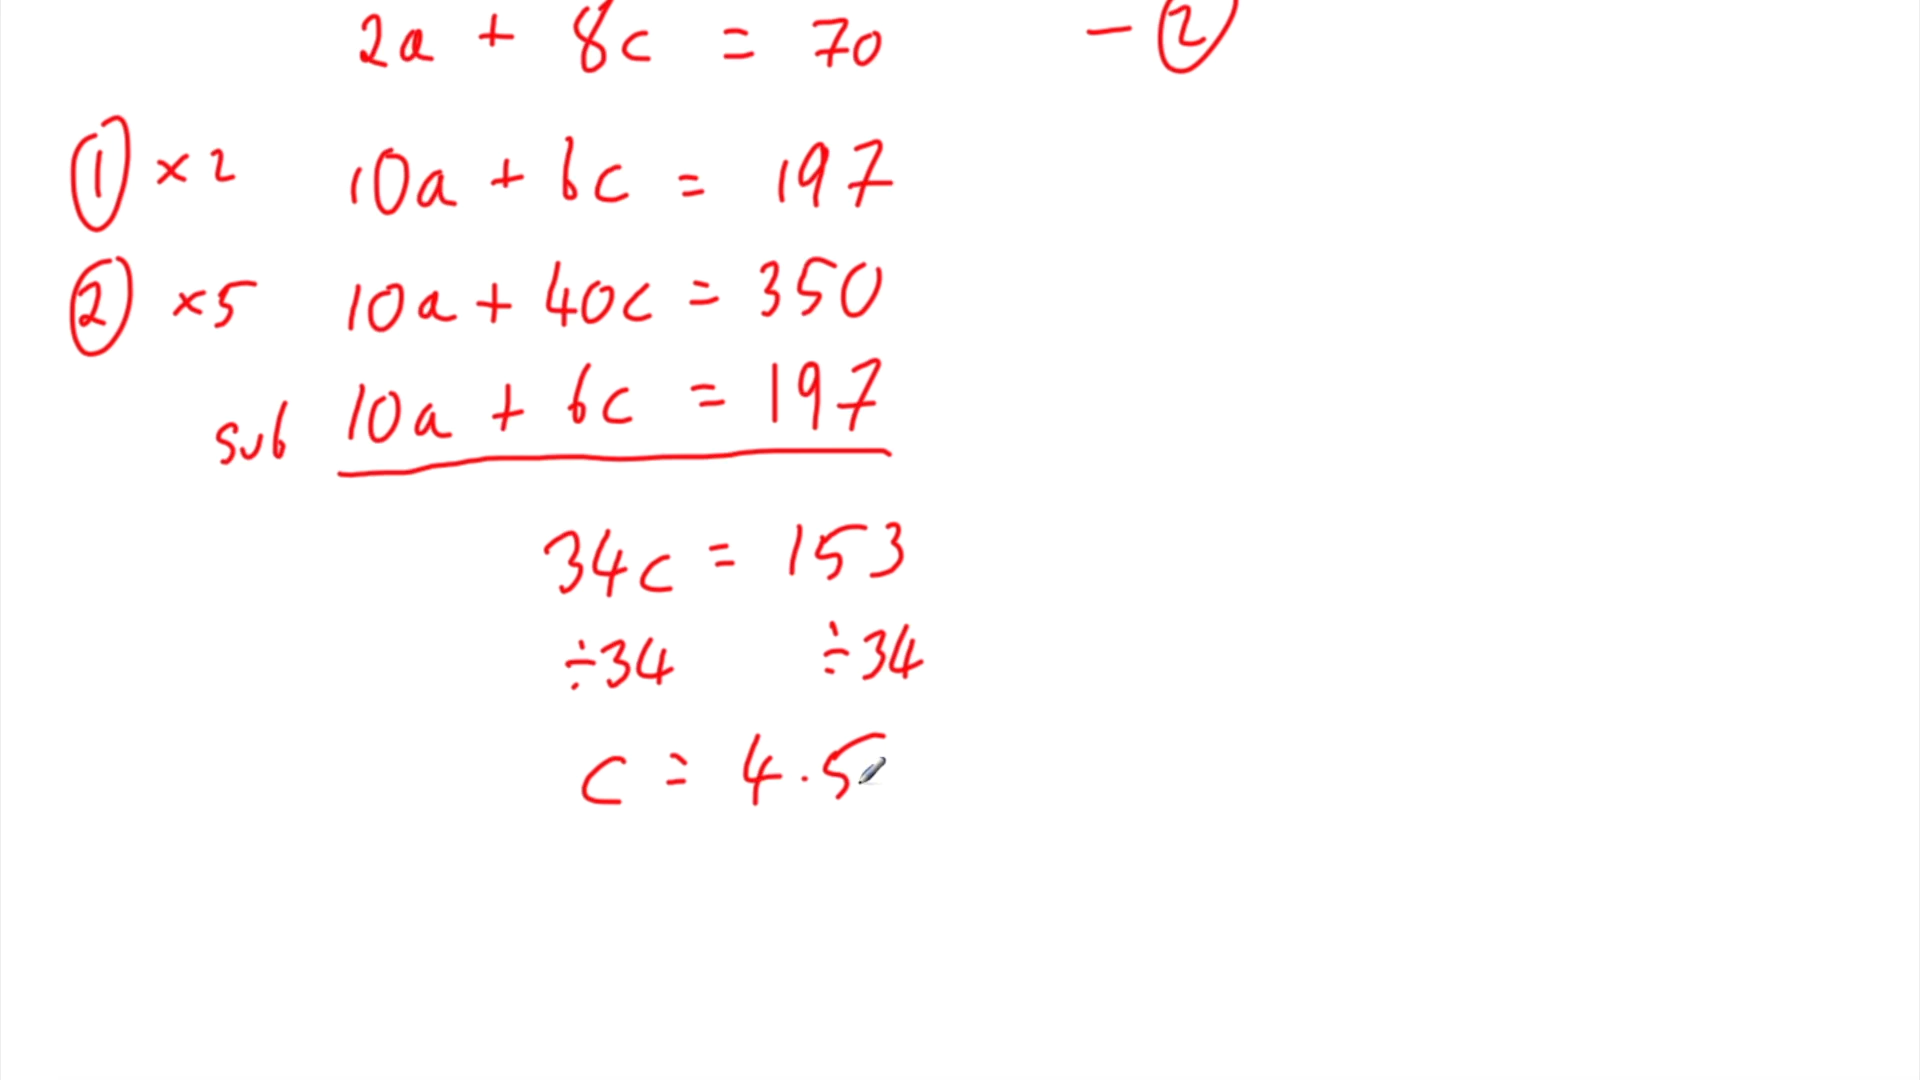 2a + 8c = 70 - ②
① × 2 10a + 6c = 197
② × 5 10a + 40c = 350
sub 10a + 6c = 197
34c = 153
÷34 ÷34
c = 4.5